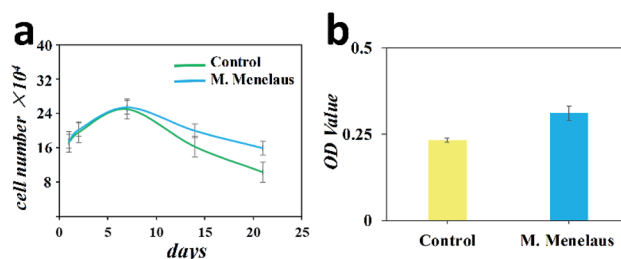 a
40
32
24
16
8
0
5
10
15
20
25
cell number ×10⁴
days
Control
M. Menelaus
b
0.5
0.25
0
OD Value
Control
M. Menelaus